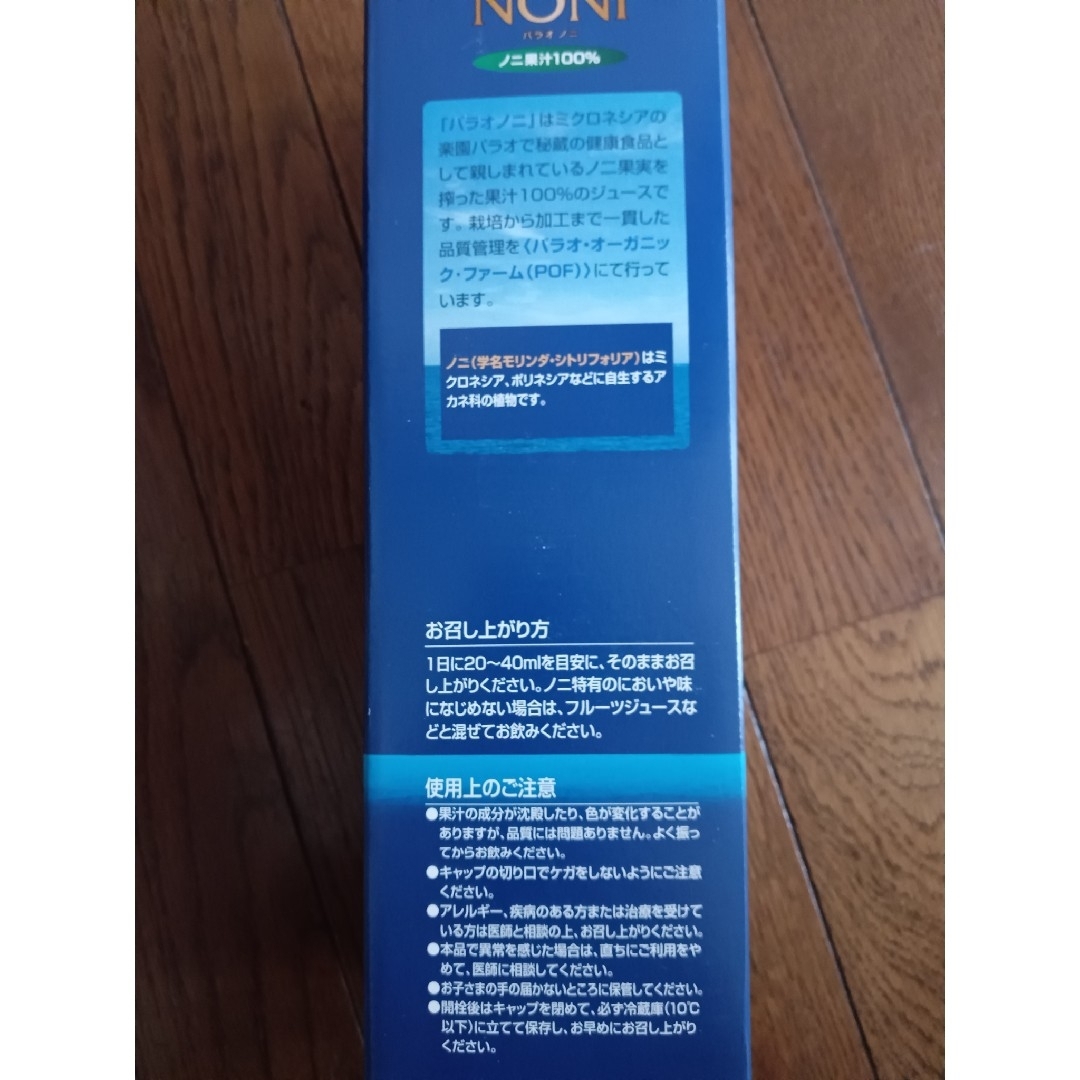 NONI
パラオ ノニ
ノニ果汁100%
「パラオノニ」はミクロネシアの
楽園パラオで秘蔵の健康食品と
して親しまれているノニ果実を
搾った果汁100%のジュースで
す。栽培から加工まで一貫した
品質管理を〈パラオ・オーガニッ
ク・ファーム(POF)〉にて行って
います。
ノニ(学名モリンダ・シトリフォリア)はミ
クロネシア、ポリネシアなどに自生するア
カネ科の植物です。
お召し上がり方
1日に20〜40mlを目安に、そのままお召
し上がりください。ノニ特有のにおいや味
になじめない場合は、フルーツジュースな
どと混ぜてお飲みください。
使用上のご注意
●果汁の成分が沈殿したり、色が変化することが
ありますが、品質には問題ありません。よく振っ
てからお飲みください。
●キャップの切り口でケガをしないようにご注意
ください。
●アレルギー、疾病のある方または治療を受けて
いる方は医師と相談の上、お召し上がりください。
●本品で異常を感じた場合は、直ちにご利用をや
めて、医師に相談してください。
●お子さまの手の届かないところに保管してください。
●開栓後はキャップを閉めて、必ず冷蔵庫(10℃
以下)に立てて保存し、お早めにお召し上がり
ください。